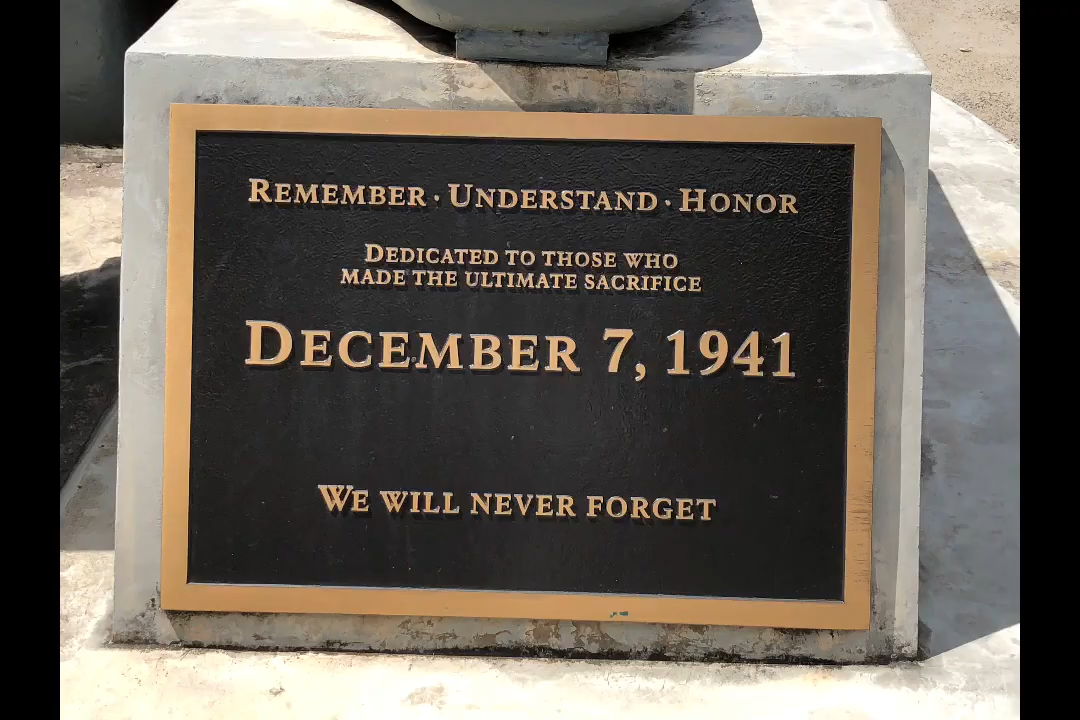 REMEMBER · UNDERSTAND · HONOR
DEDICATED TO THOSE WHO
MADE THE ULTIMATE SACRIFICE
DECEMBER 7, 1941
WE WILL NEVER FORGET